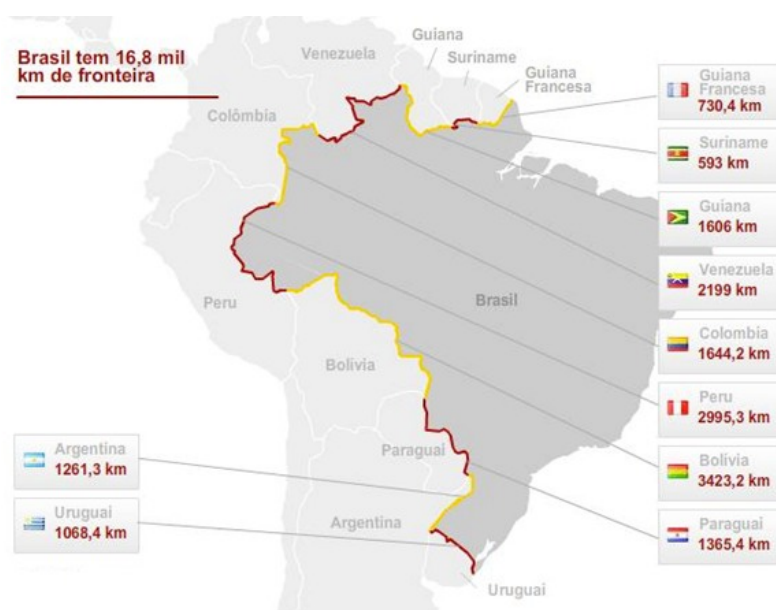 Brasil tem 16,8 mil
km de fronteira
Venezuela
Guiana
Suriname
Guiana
Francesa
Colômbia
Peru
Brasil
Bolívia
Paraguai
Argentina
Uruguai
Guiana
Francesa
730,4 km
Suriname
593 km
Guiana
1606 km
Venezuela
2199 km
Colombia
1644,2 km
Peru
2995,3 km
Bolivia
3423,2 km
Paraguai
1365,4 km
Argentina
1261,3 km
Uruguai
1068,4 km